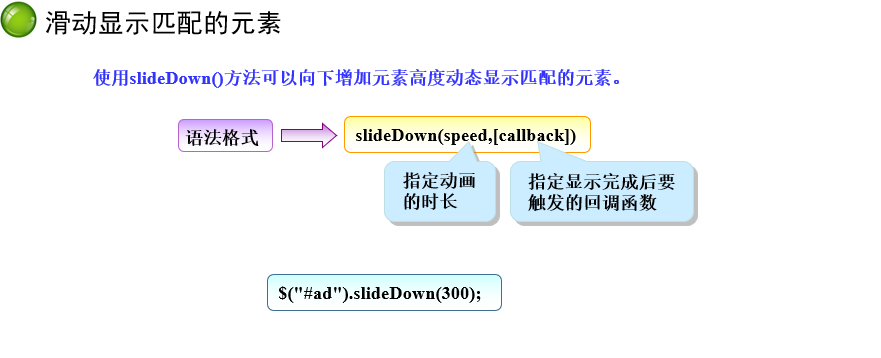 滑动显示匹配的元素
使用slideDown()方法可以向下增加元素高度动态显示匹配的元素。
语法格式
slideDown(speed,[callback])
指定动画
的时长
指定显示完成后要
触发的回调函数
$("#ad").slideDown(300);